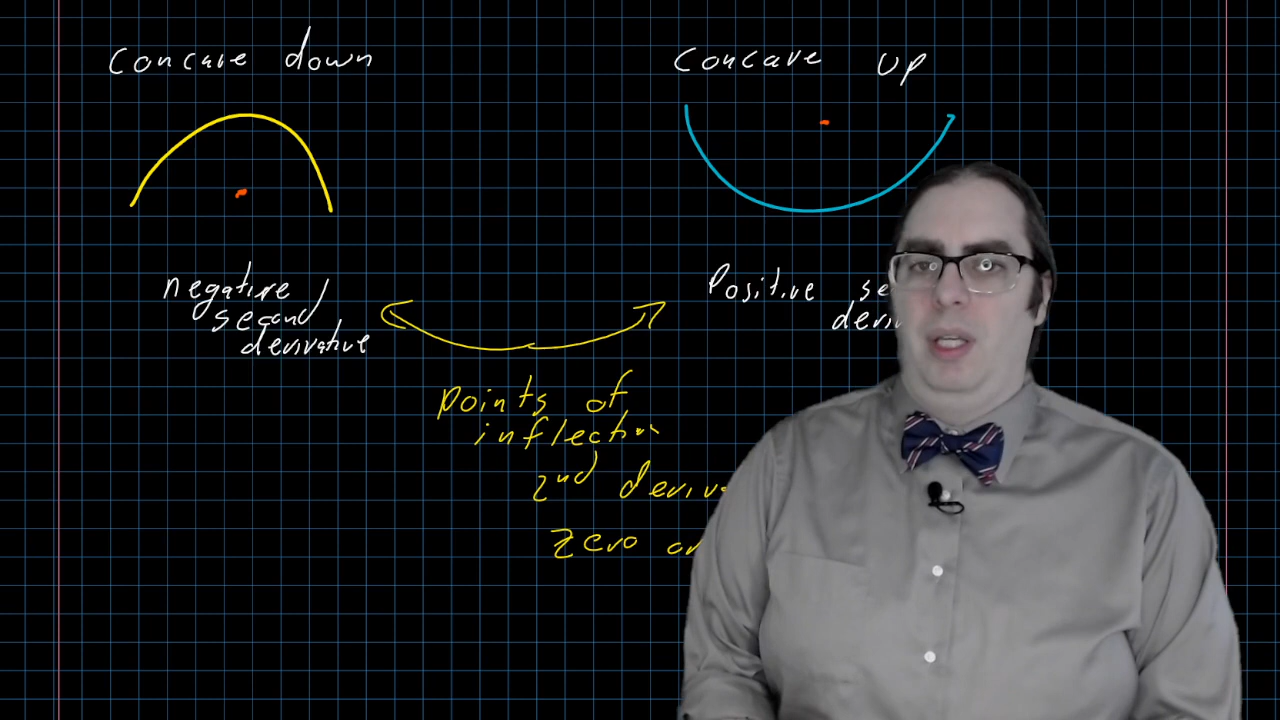 Concave down
Concave up
negative
second
derivative
Positive se
deriv
points of
inflection
2nd deriv
zero or